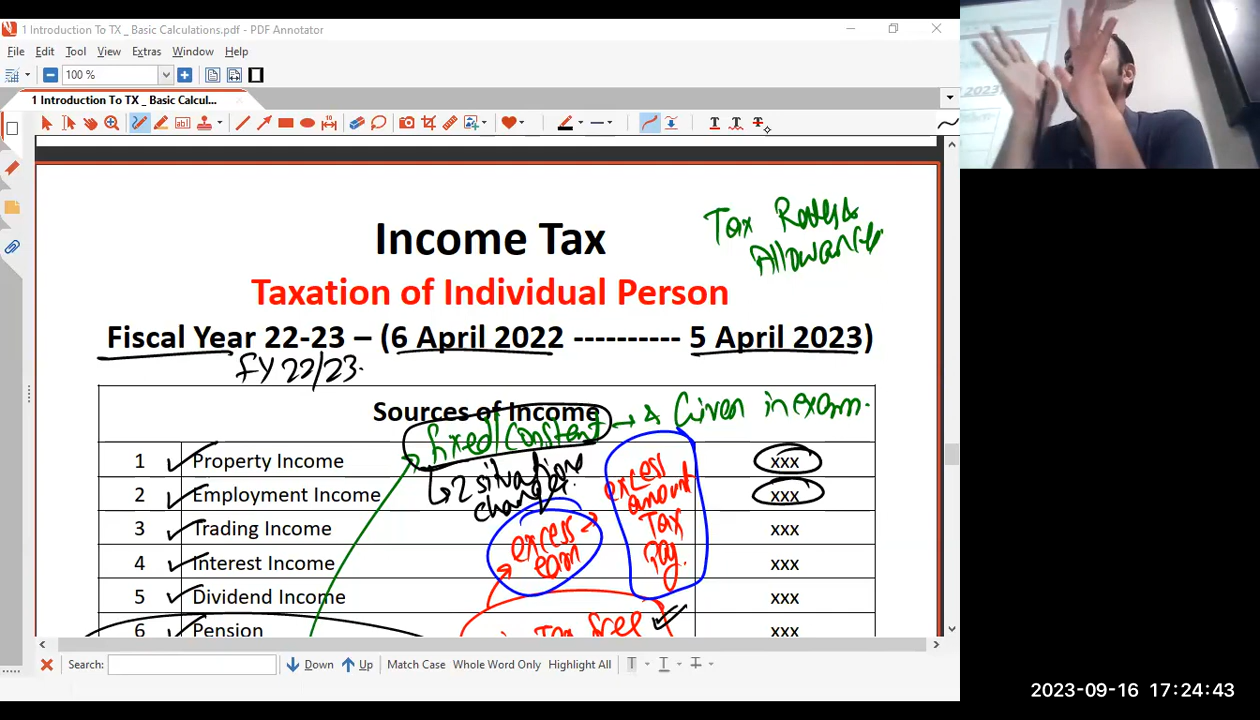 1 Introduction To TX _ Basic Calculations.pdf - PDF Annotator
File Edit Tool View Extras Window Help
100 %
1 Introduction To TX _ Basic Calcul...
Income Tax
Tax Rates &
Allowances
Taxation of Individual Person
Fiscal Year 22-23 – (6 April 2022 ---------- 5 April 2023)
FY 22/23.
Sources of Income
fixed/Constant → & Given in exam.
1 Property Income xxx
2 situations
changes.
excess
amount
Tax
Pay.
2 Employment Income xxx
3 Trading Income xxx
excess
earn
4 Interest Income xxx
5 Dividend Income xxx
6 Pension xxx
Tax free
Search: Down Up Match Case Whole Word Only Highlight All
2023-09-16 17:24:43